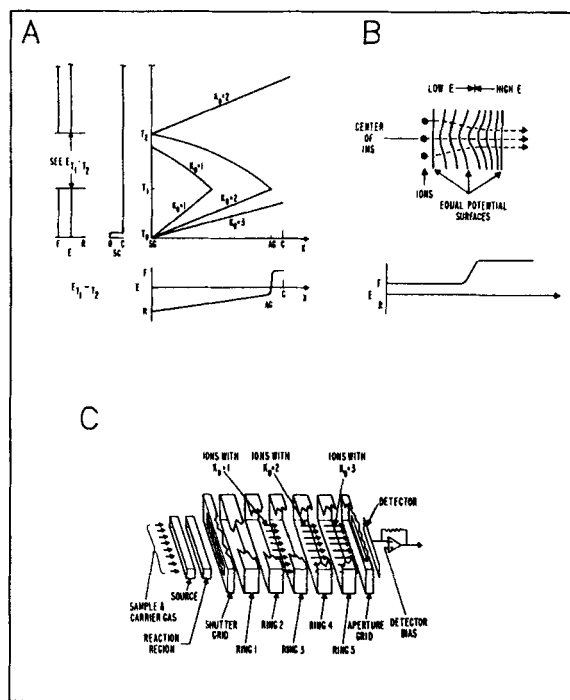 A
K₀=2
T₂
SEE E T₁-T₂
K₀=1
T₁
K₀=1
K₀=2
K₀=3
T₀
F E R
O C
SG
SG
AG C X
E T₁ - T₂
F
E
R
AG
C
X
B
LOW E HIGH E
CENTER
OF
IMS
IONS
EQUAL POTENTIAL
SURFACES
F
E
R
C
IONS WITH
K₀=1
IONS WITH
K₀=2
IONS WITH
K₀=3
DETECTOR
SAMPLE &
CARRIER GAS
SOURCE
REACTION
REGION
SHUTTER
GRID
RING 1
RING 2
RING 3
RING 4
RING 5
APERTURE
GRID
DETECTOR
BIAS